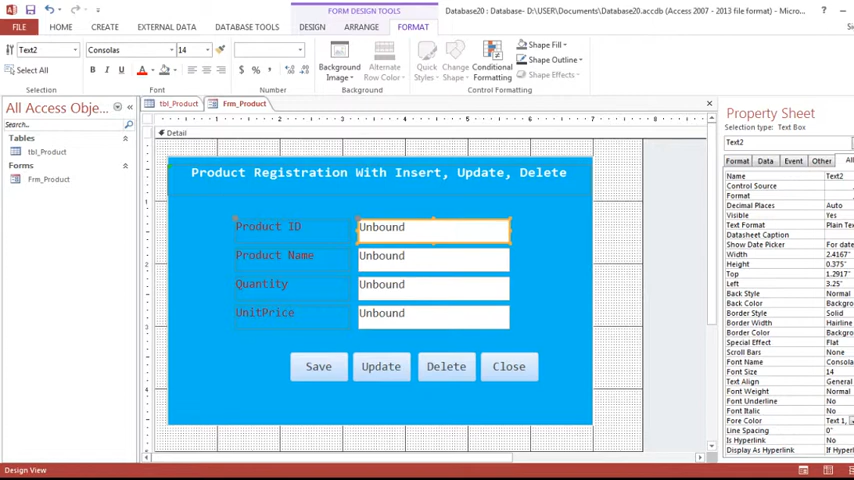 FORM DESIGN TOOLS
Database20 : Database- D:\USER\Documents\Database20.accdb (Access 2007 - 2013 file format) - Micro...
FILE HOME CREATE EXTERNAL DATA DATABASE TOOLS DESIGN ARRANGE FORMAT
Text2 Consolas 14
Select All
B I U A
$ % ,
Selection Font Number
Background Image
Alternate Row Color
Background
Quick Styles
Change Shape
Conditional Formatting
Shape Fill
Shape Outline
Shape Effects
Control Formatting
All Access Obje...
Search...
Tables
tbl_Product
Forms
Frm_Product
tbl_Product Frm_Product
Detail
Product Registration With Insert, Update, Delete
Product ID Unbound
Product Name Unbound
Quantity Unbound
UnitPrice Unbound
Save Update Delete Close
Property Sheet
Selection type: Text Box
Text2
Format Data Event Other All
Name Text2
Control Source
Format
Decimal Places Auto
Visible Yes
Text Format Plain Tex
Datasheet Caption
Show Date Picker For date
Width 2.4167"
Height 0.375"
Top 1.2917"
Left 3.25"
Back Style Normal
Back Color Backgrou
Border Style Solid
Border Width Hairline
Border Color Backgrou
Special Effect Flat
Scroll Bars None
Font Name Consola
Font Size 14
Text Align General
Font Weight Normal
Font Underline No
Font Italic No
Fore Color Text 1,
Line Spacing 0"
Is Hyperlink No
Display As Hyperlink If Hyperl
Design View